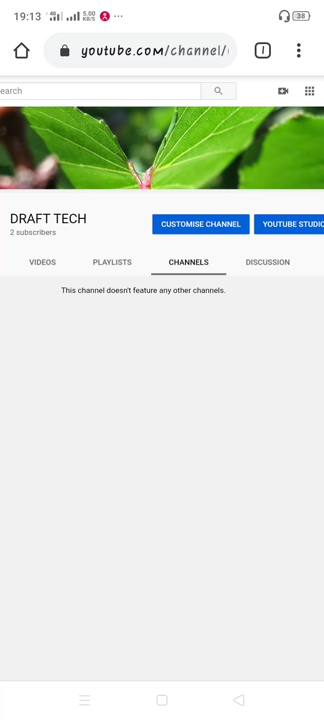 19:13 4G 5.00 KB/S ... 38
youtube.com/channel/
earch
DRAFT TECH
2 subscribers
CUSTOMISE CHANNEL YOUTUBE STUDIO
VIDEOS PLAYLISTS CHANNELS DISCUSSION
This channel doesn't feature any other channels.